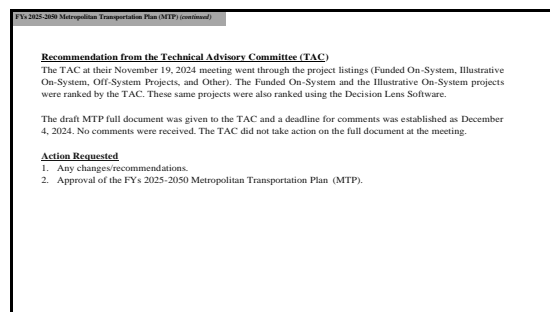 FYs 2025-2050 Metropolitan Transportation Plan (MTP) (continued)
Recommendation from the Technical Advisory Committee (TAC)
The TAC at their November 19, 2024 meeting went through the project listings (Funded On-System, Illustrative
On-System, Off-System Projects, and Other). The Funded On-System and the Illustrative On-System projects
were ranked by the TAC. These same projects were also ranked using the Decision Lens Software.
The draft MTP full document was given to the TAC and a deadline for comments was established as December
4, 2024. No comments were received. The TAC did not take action on the full document at the meeting.
Action Requested
1. Any changes/recommendations.
2. Approval of the FYs 2025-2050 Metropolitan Transportation Plan (MTP).